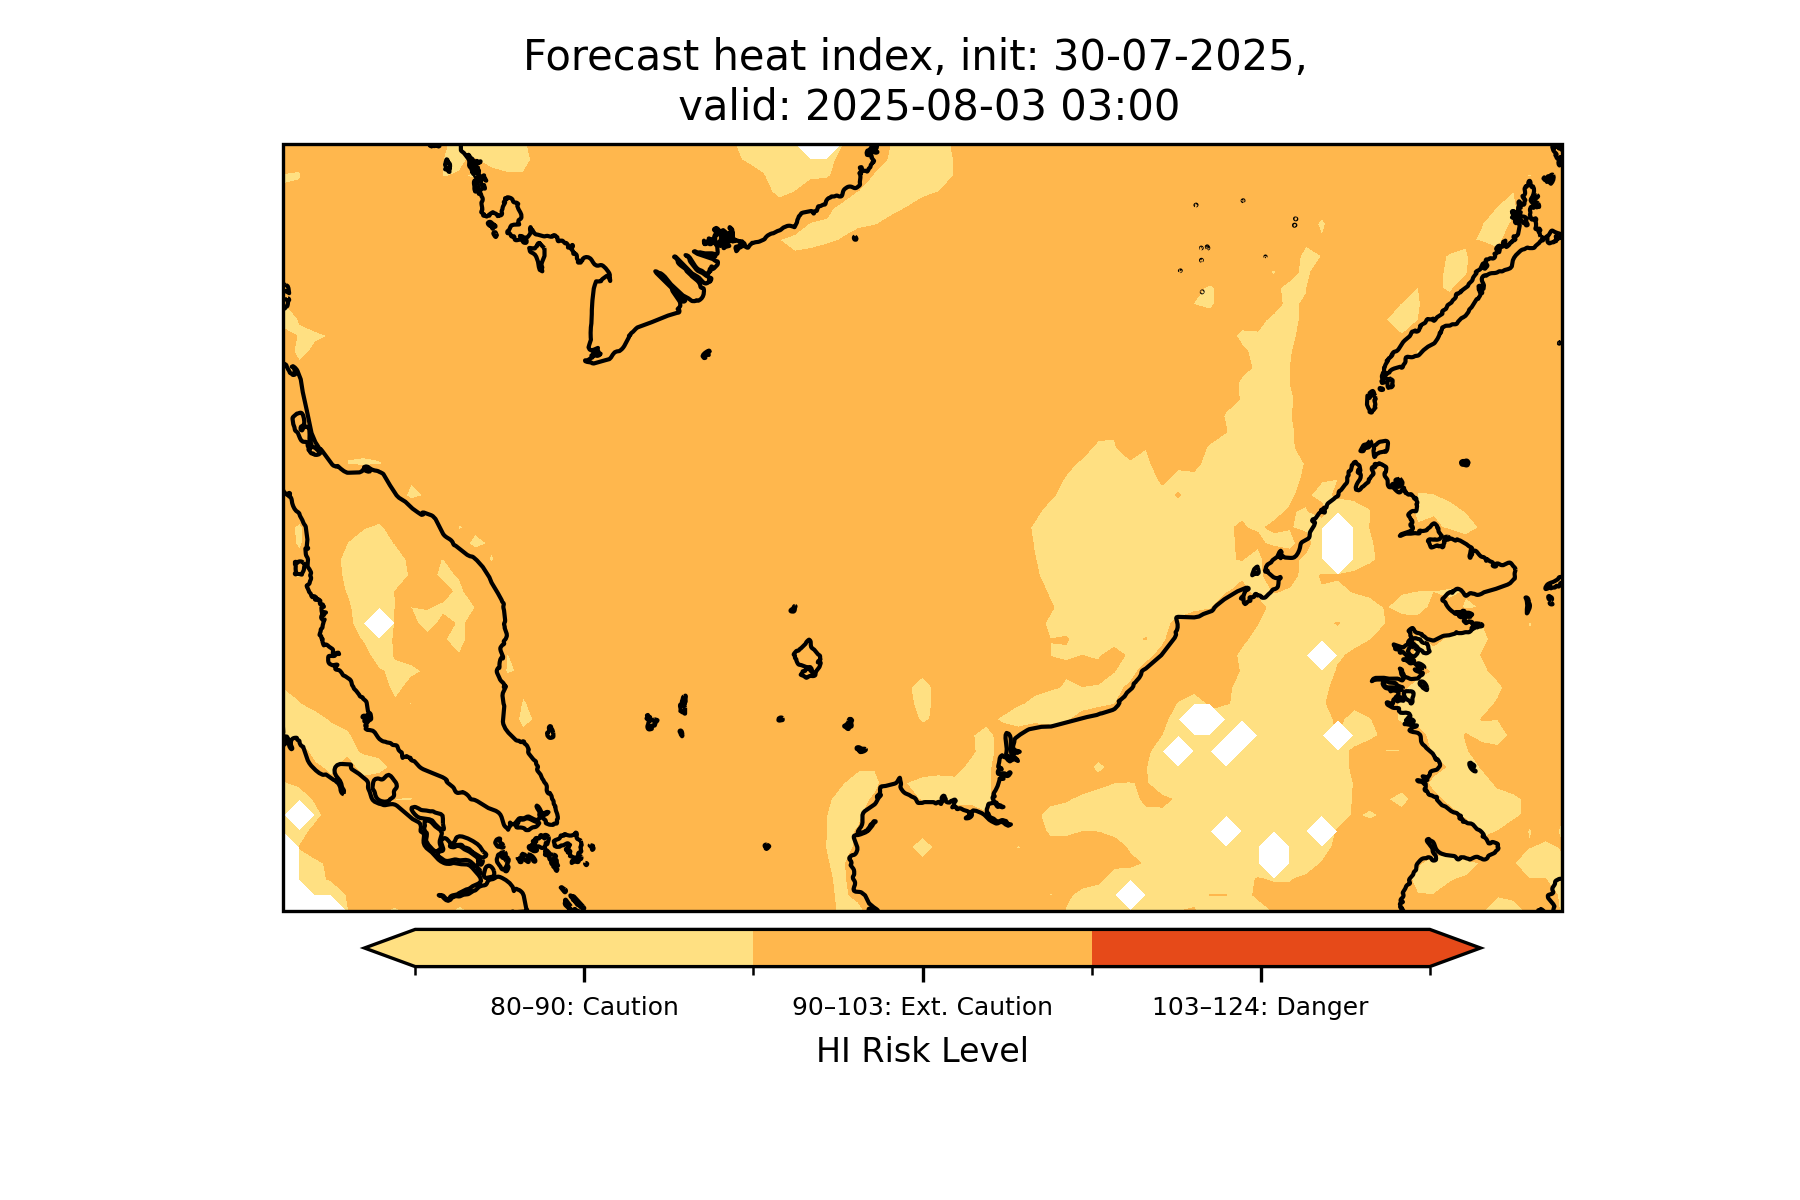 Forecast heat index, init: 30-07-2025,
valid: 2025-08-03 03:00
80–90: Caution
90–103: Ext. Caution
103–124: Danger
HI Risk Level